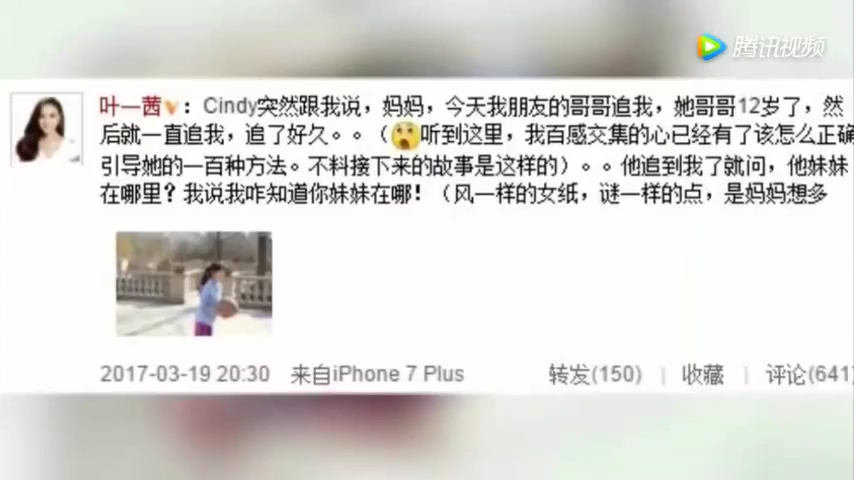 腾讯视频
叶一茜：Cindy突然跟我说，妈妈，今天我朋友的哥哥追我，她哥哥12岁了，然
后就一直追我，追了好久。。（听到这里，我百感交集的心已经有了该怎么正确
引导她的一百种方法。不料接下来的故事是这样的）。。他追到我了就问，他妹妹
在哪里？我说我咋知道你妹妹在哪！（风一样的女纸，谜一样的点，是妈妈想多
2017-03-19 20:30 来自iPhone 7 Plus 转发(150) | 收藏 | 评论(641